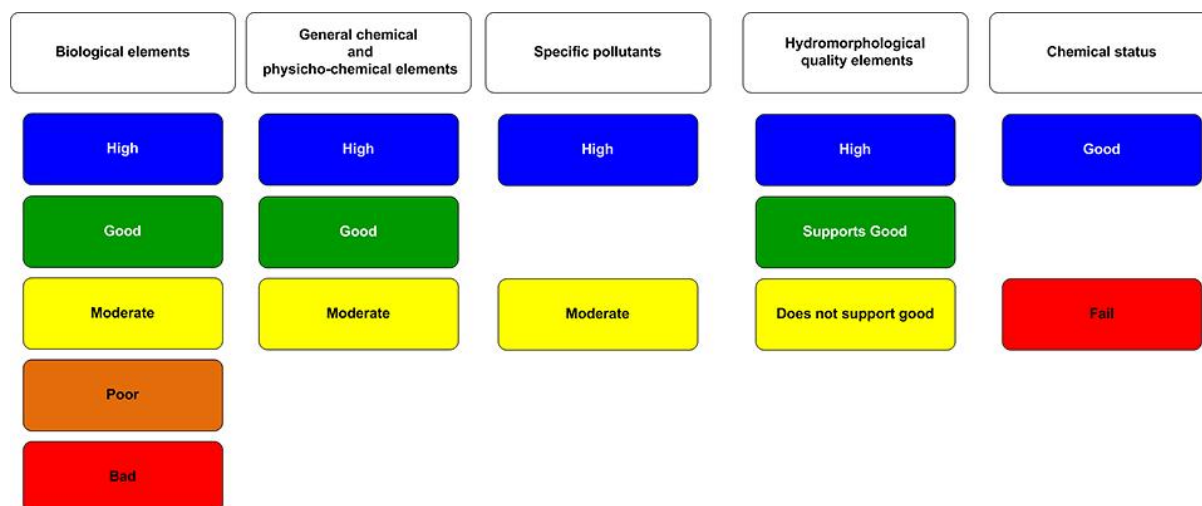 Biological elements
General chemical
and
physicho-chemical elements
Specific pollutants
Hydromorphological
quality elements
Chemical status
High
High
High
High
Good
Good
Good
Supports Good
Moderate
Moderate
Moderate
Does not support good
Fail
Poor
Bad